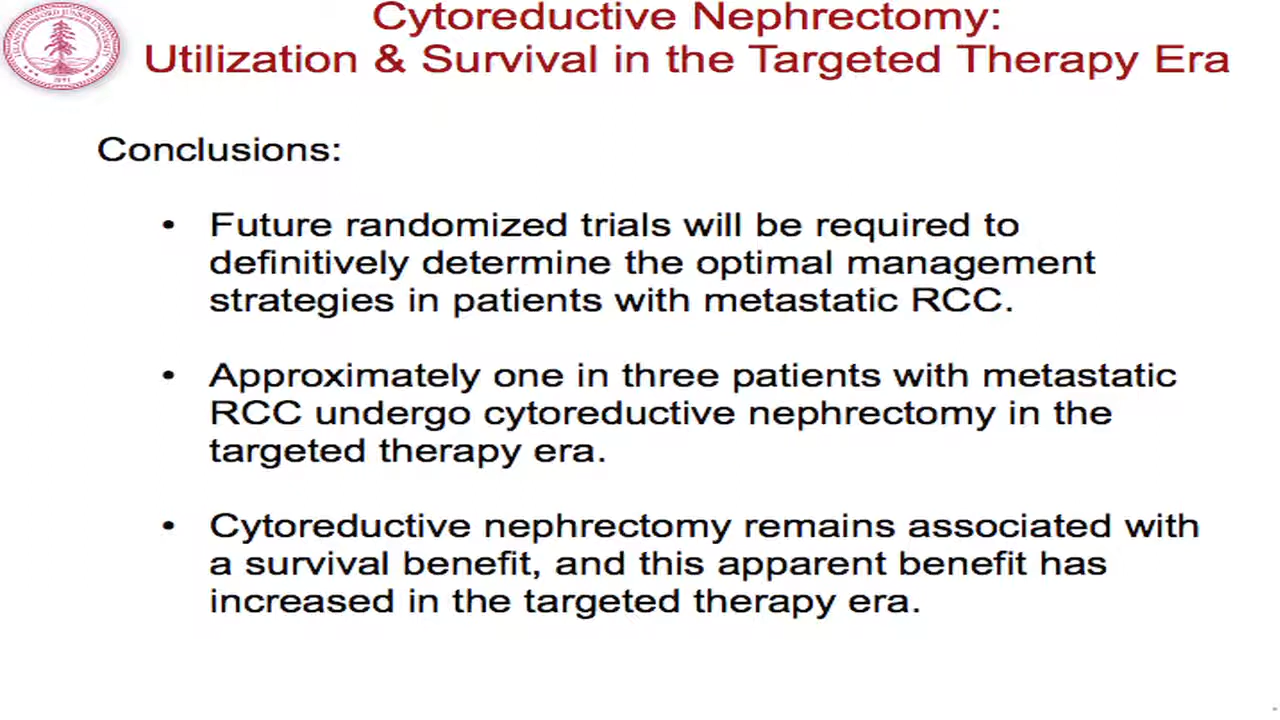 Cytoreductive Nephrectomy:
Utilization & Survival in the Targeted Therapy Era
Conclusions:
• Future randomized trials will be required to
definitively determine the optimal management
strategies in patients with metastatic RCC.
• Approximately one in three patients with metastatic
RCC undergo cytoreductive nephrectomy in the
targeted therapy era.
• Cytoreductive nephrectomy remains associated with
a survival benefit, and this apparent benefit has
increased in the targeted therapy era.